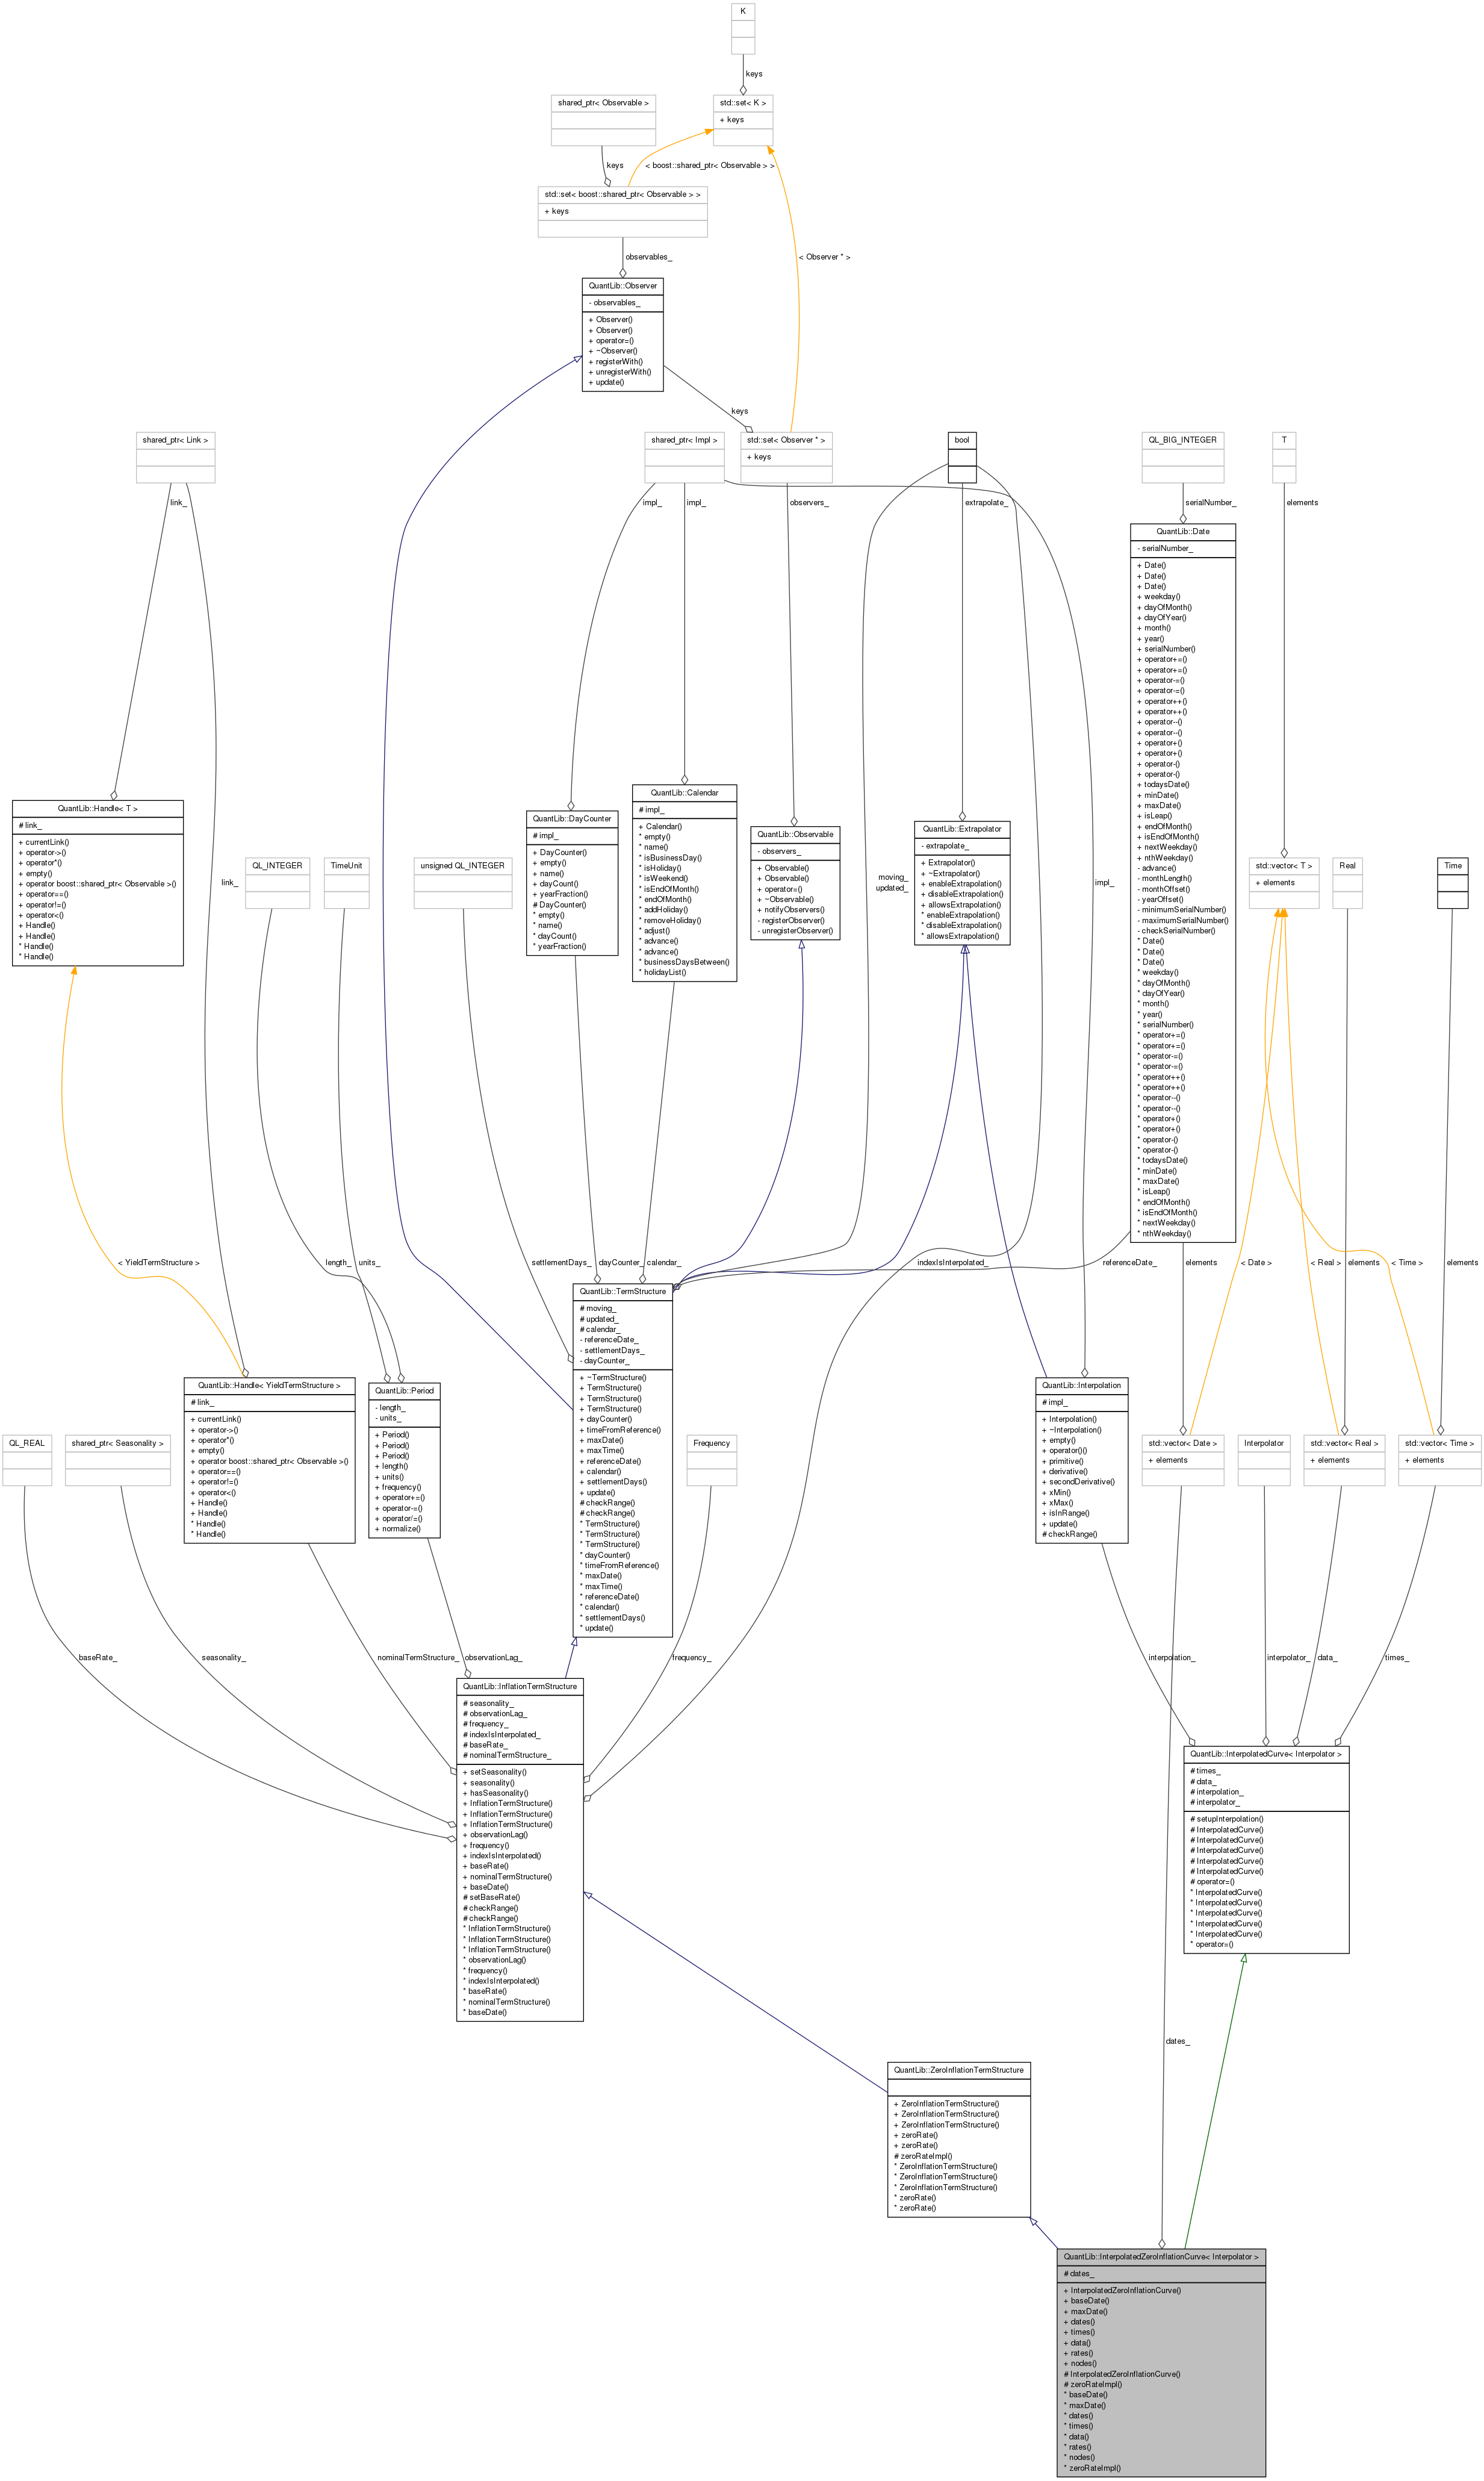 K
keys
shared_ptr< Observable >
std::set< K >
+ keys
keys
< boost::shared_ptr< Observable > >
std::set< boost::shared_ptr< Observable > >
+ keys
observables_
< Observer * >
QuantLib::Observer
- observables_
+ Observer()
+ Observer()
+ operator=()
+ ~Observer()
+ registerWith()
+ unregisterWith()
+ update()
keys
shared_ptr< Link >
shared_ptr< Impl >
std::set< Observer * >
+ keys
bool
QL_BIG_INTEGER
T
link_
impl_
impl_
observers_
extrapolate_
serialNumber_
elements
QuantLib::Date
- serialNumber_
+ Date()
+ Date()
+ Date()
+ weekday()
+ dayOfMonth()
+ dayOfYear()
+ month()
+ year()
+ serialNumber()
+ operator+=()
+ operator+=()
+ operator-=()
+ operator-=()
+ operator++()
+ operator++()
+ operator--()
+ operator--()
+ operator+()
+ operator+()
+ operator-()
+ operator-()
+ todaysDate()
+ minDate()
+ maxDate()
+ isLeap()
+ endOfMonth()
+ isEndOfMonth()
+ nextWeekday()
+ nthWeekday()
- advance()
- monthLength()
- monthOffset()
- yearOffset()
- minimumSerialNumber()
- maximumSerialNumber()
- checkSerialNumber()
* Date()
* Date()
* Date()
* weekday()
* dayOfMonth()
* dayOfYear()
* month()
* year()
* serialNumber()
* operator+=()
* operator+=()
* operator-=()
* operator-=()
* operator++()
* operator++()
* operator--()
* operator--()
* operator+()
* operator+()
* operator-()
* operator-()
* todaysDate()
* minDate()
* maxDate()
* isLeap()
* endOfMonth()
* isEndOfMonth()
* nextWeekday()
* nthWeekday()
QuantLib::Handle< T >
# link_
+ currentLink()
+ operator->()
+ operator*()
+ empty()
+ operator boost::shared_ptr< Observable >()
+ operator==()
+ operator!=()
+ operator<()
+ Handle()
+ Handle()
* Handle()
* Handle()
link_
QL_INTEGER
TimeUnit
unsigned QL_INTEGER
QuantLib::DayCounter
# impl_
+ DayCounter()
+ empty()
+ name()
+ dayCount()
+ yearFraction()
# DayCounter()
* empty()
* name()
* dayCount()
* yearFraction()
QuantLib::Calendar
# impl_
+ Calendar()
* empty()
* name()
* isBusinessDay()
* isHoliday()
* isWeekend()
* isEndOfMonth()
* endOfMonth()
* addHoliday()
* removeHoliday()
* adjust()
* advance()
* advance()
* businessDaysBetween()
* holidayList()
QuantLib::Observable
- observers_
+ Observable()
+ Observable()
+ operator=()
+ ~Observable()
+ notifyObservers()
- registerObserver()
- unregisterObserver()
moving_
updated_
QuantLib::Extrapolator
- extrapolate_
+ Extrapolator()
+ ~Extrapolator()
+ enableExtrapolation()
+ disableExtrapolation()
+ allowsExtrapolation()
* enableExtrapolation()
* disableExtrapolation()
* allowsExtrapolation()
impl_
std::vector< T >
+ elements
Real
Time
< YieldTermStructure >
length_
units_
settlementDays_
dayCounter_
calendar_
indexIsInterpolated_
referenceDate_
elements
< Date >
< Real >
elements
< Time >
elements
QuantLib::TermStructure
# moving_
# updated_
# calendar_
- referenceDate_
- settlementDays_
- dayCounter_
+ ~TermStructure()
+ TermStructure()
+ TermStructure()
+ TermStructure()
+ dayCounter()
+ timeFromReference()
+ maxDate()
+ maxTime()
+ referenceDate()
+ calendar()
+ settlementDays()
+ update()
# checkRange()
# checkRange()
* TermStructure()
* TermStructure()
* TermStructure()
* dayCounter()
* timeFromReference()
* maxDate()
* maxTime()
* referenceDate()
* calendar()
* settlementDays()
* update()
QL_REAL
shared_ptr< Seasonality >
QuantLib::Handle< YieldTermStructure >
# link_
+ currentLink()
+ operator->()
+ operator*()
+ empty()
+ operator boost::shared_ptr< Observable >()
+ operator==()
+ operator!=()
+ operator<()
+ Handle()
+ Handle()
* Handle()
* Handle()
QuantLib::Period
- length_
- units_
+ Period()
+ Period()
+ Period()
+ length()
+ units()
+ frequency()
+ operator+=()
+ operator-=()
+ operator/=()
+ normalize()
Frequency
QuantLib::Interpolation
# impl_
+ Interpolation()
+ ~Interpolation()
+ empty()
+ operator()()
+ primitive()
+ derivative()
+ secondDerivative()
+ xMin()
+ xMax()
+ isInRange()
+ update()
# checkRange()
std::vector< Date >
+ elements
Interpolator
std::vector< Real >
+ elements
std::vector< Time >
+ elements
baseRate_
seasonality_
nominalTermStructure_
observationLag_
frequency_
interpolation_
interpolator_
data_
times_
QuantLib::InflationTermStructure
# seasonality_
# observationLag_
# frequency_
# indexIsInterpolated_
# baseRate_
# nominalTermStructure_
+ setSeasonality()
+ seasonality()
+ hasSeasonality()
+ InflationTermStructure()
+ InflationTermStructure()
+ InflationTermStructure()
+ observationLag()
+ frequency()
+ indexIsInterpolated()
+ baseRate()
+ nominalTermStructure()
+ baseDate()
# setBaseRate()
# checkRange()
# checkRange()
* InflationTermStructure()
* InflationTermStructure()
* InflationTermStructure()
* observationLag()
* frequency()
* indexIsInterpolated()
* baseRate()
* nominalTermStructure()
* baseDate()
QuantLib::InterpolatedCurve< Interpolator >
# times_
# data_
# interpolation_
# interpolator_
# setupInterpolation()
# InterpolatedCurve()
# InterpolatedCurve()
# InterpolatedCurve()
# InterpolatedCurve()
# InterpolatedCurve()
# operator=()
* InterpolatedCurve()
* InterpolatedCurve()
* InterpolatedCurve()
* InterpolatedCurve()
* InterpolatedCurve()
* operator=()
dates_
QuantLib::ZeroInflationTermStructure
+ ZeroInflationTermStructure()
+ ZeroInflationTermStructure()
+ ZeroInflationTermStructure()
+ zeroRate()
+ zeroRate()
# zeroRateImpl()
* ZeroInflationTermStructure()
* ZeroInflationTermStructure()
* ZeroInflationTermStructure()
* zeroRate()
* zeroRate()
QuantLib::InterpolatedZeroInflationCurve< Interpolator >
# dates_
+ InterpolatedZeroInflationCurve()
+ baseDate()
+ maxDate()
+ dates()
+ times()
+ data()
+ rates()
+ nodes()
# InterpolatedZeroInflationCurve()
# zeroRateImpl()
* baseDate()
* maxDate()
* dates()
* times()
* data()
* rates()
* nodes()
* zeroRateImpl()